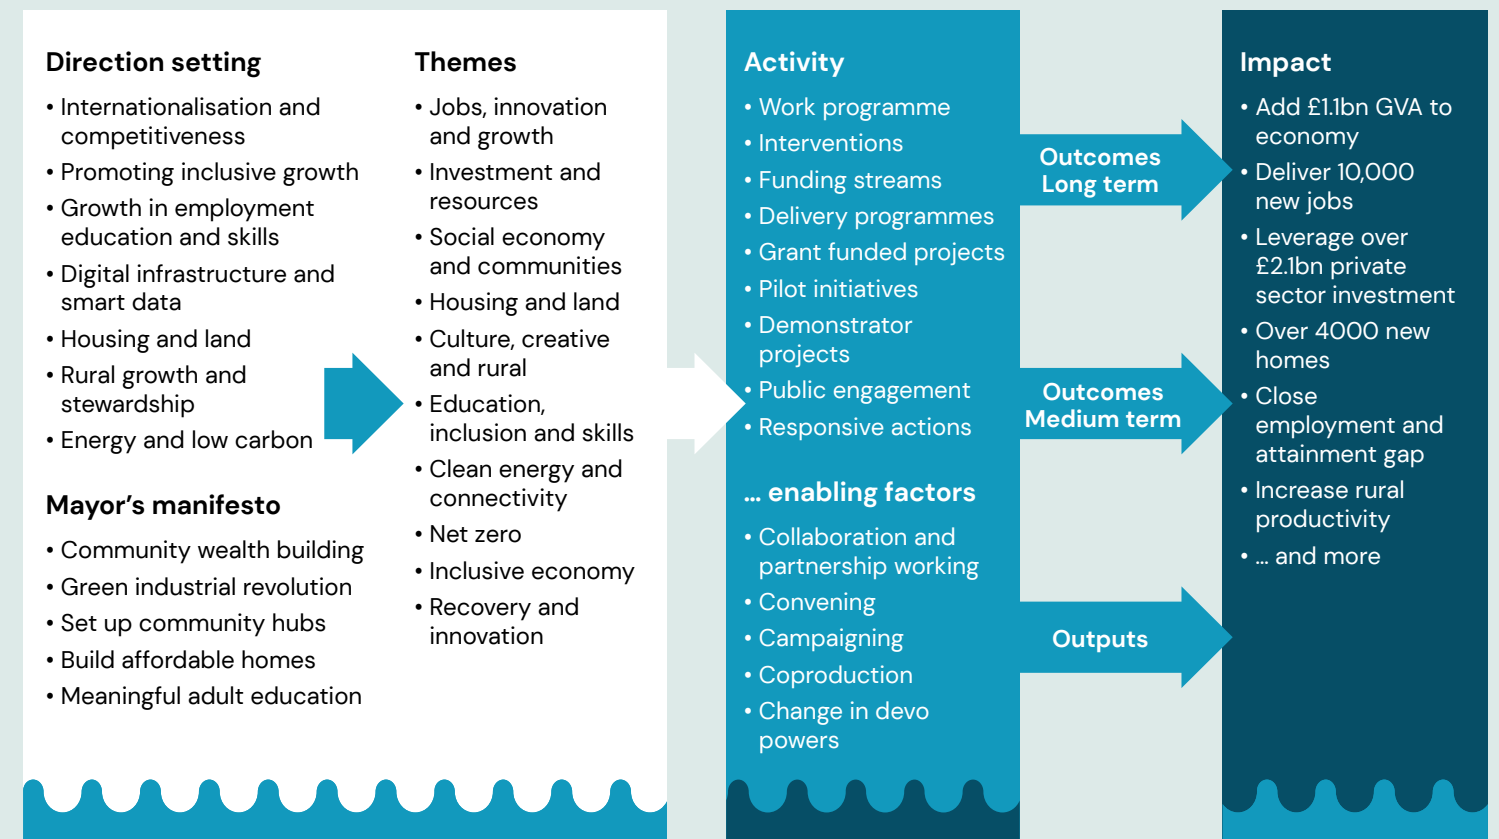 Direction setting
• Internationalisation and
competitiveness
• Promoting inclusive growth
• Growth in employment
education and skills
• Digital infrastructure and
smart data
• Housing and land
• Rural growth and
stewardship
• Energy and low carbon
Mayor’s manifesto
• Community wealth building
• Green industrial revolution
• Set up community hubs
• Build affordable homes
• Meaningful adult education
Themes
• Jobs, innovation
and growth
• Investment and
resources
• Social economy
and communities
• Housing and land
• Culture, creative
and rural
• Education,
inclusion and skills
• Clean energy and
connectivity
• Net zero
• Inclusive economy
• Recovery and
innovation
Activity
• Work programme
• Interventions
• Funding streams
• Delivery programmes
• Grant funded projects
• Pilot initiatives
• Demonstrator
projects
• Public engagement
• Responsive actions
... enabling factors
• Collaboration and
partnership working
• Convening
• Campaigning
• Coproduction
• Change in devo
powers
Outcomes
Long term
Outcomes
Medium term
Outputs
Impact
• Add £1.1bn GVA to
economy
• Deliver 10,000
new jobs
• Leverage over
£2.1bn private
sector investment
• Over 4000 new
homes
• Close
employment and
attainment gap
• Increase rural
productivity
• ... and more